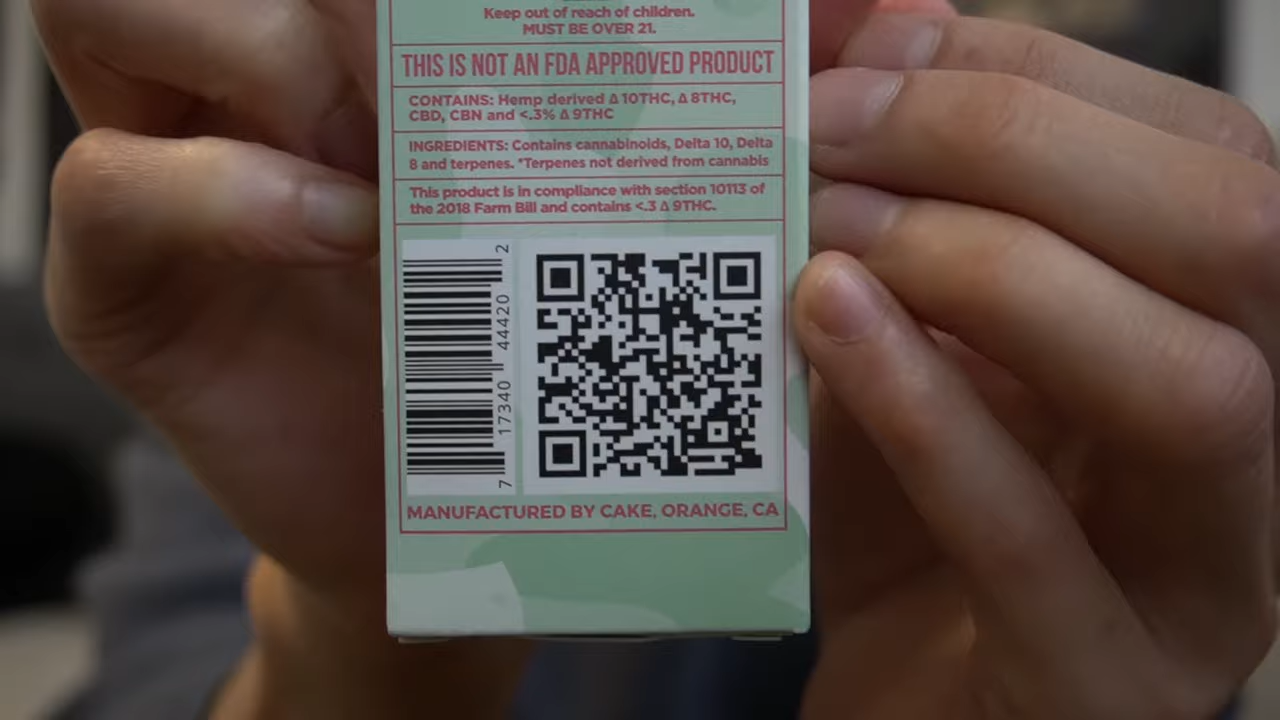 Keep out of reach of children.
MUST BE OVER 21.
THIS IS NOT AN FDA APPROVED PRODUCT
CONTAINS: Hemp derived Δ 10THC, Δ 8THC,
CBD, CBN and <.3% Δ 9THC
INGREDIENTS: Contains cannabinoids, Delta 10, Delta
8 and terpenes. *Terpenes not derived from cannabis
This product is in compliance with section 10113 of
the 2018 Farm Bill and contains <.3 Δ 9THC.
7 17340 44420 2
MANUFACTURED BY CAKE, ORANGE, CA